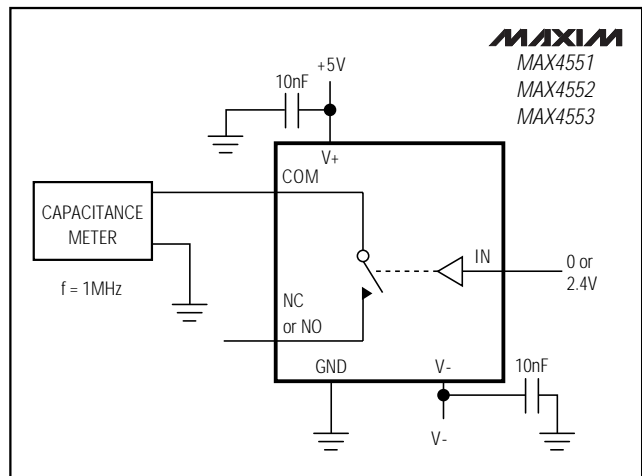 MAXIM
MAX4551
MAX4552
MAX4553
+5V
10nF
V+
COM
CAPACITANCE
METER
IN
0 or
2.4V
f = 1MHz
NC
or NO
GND
V-
10nF
V-